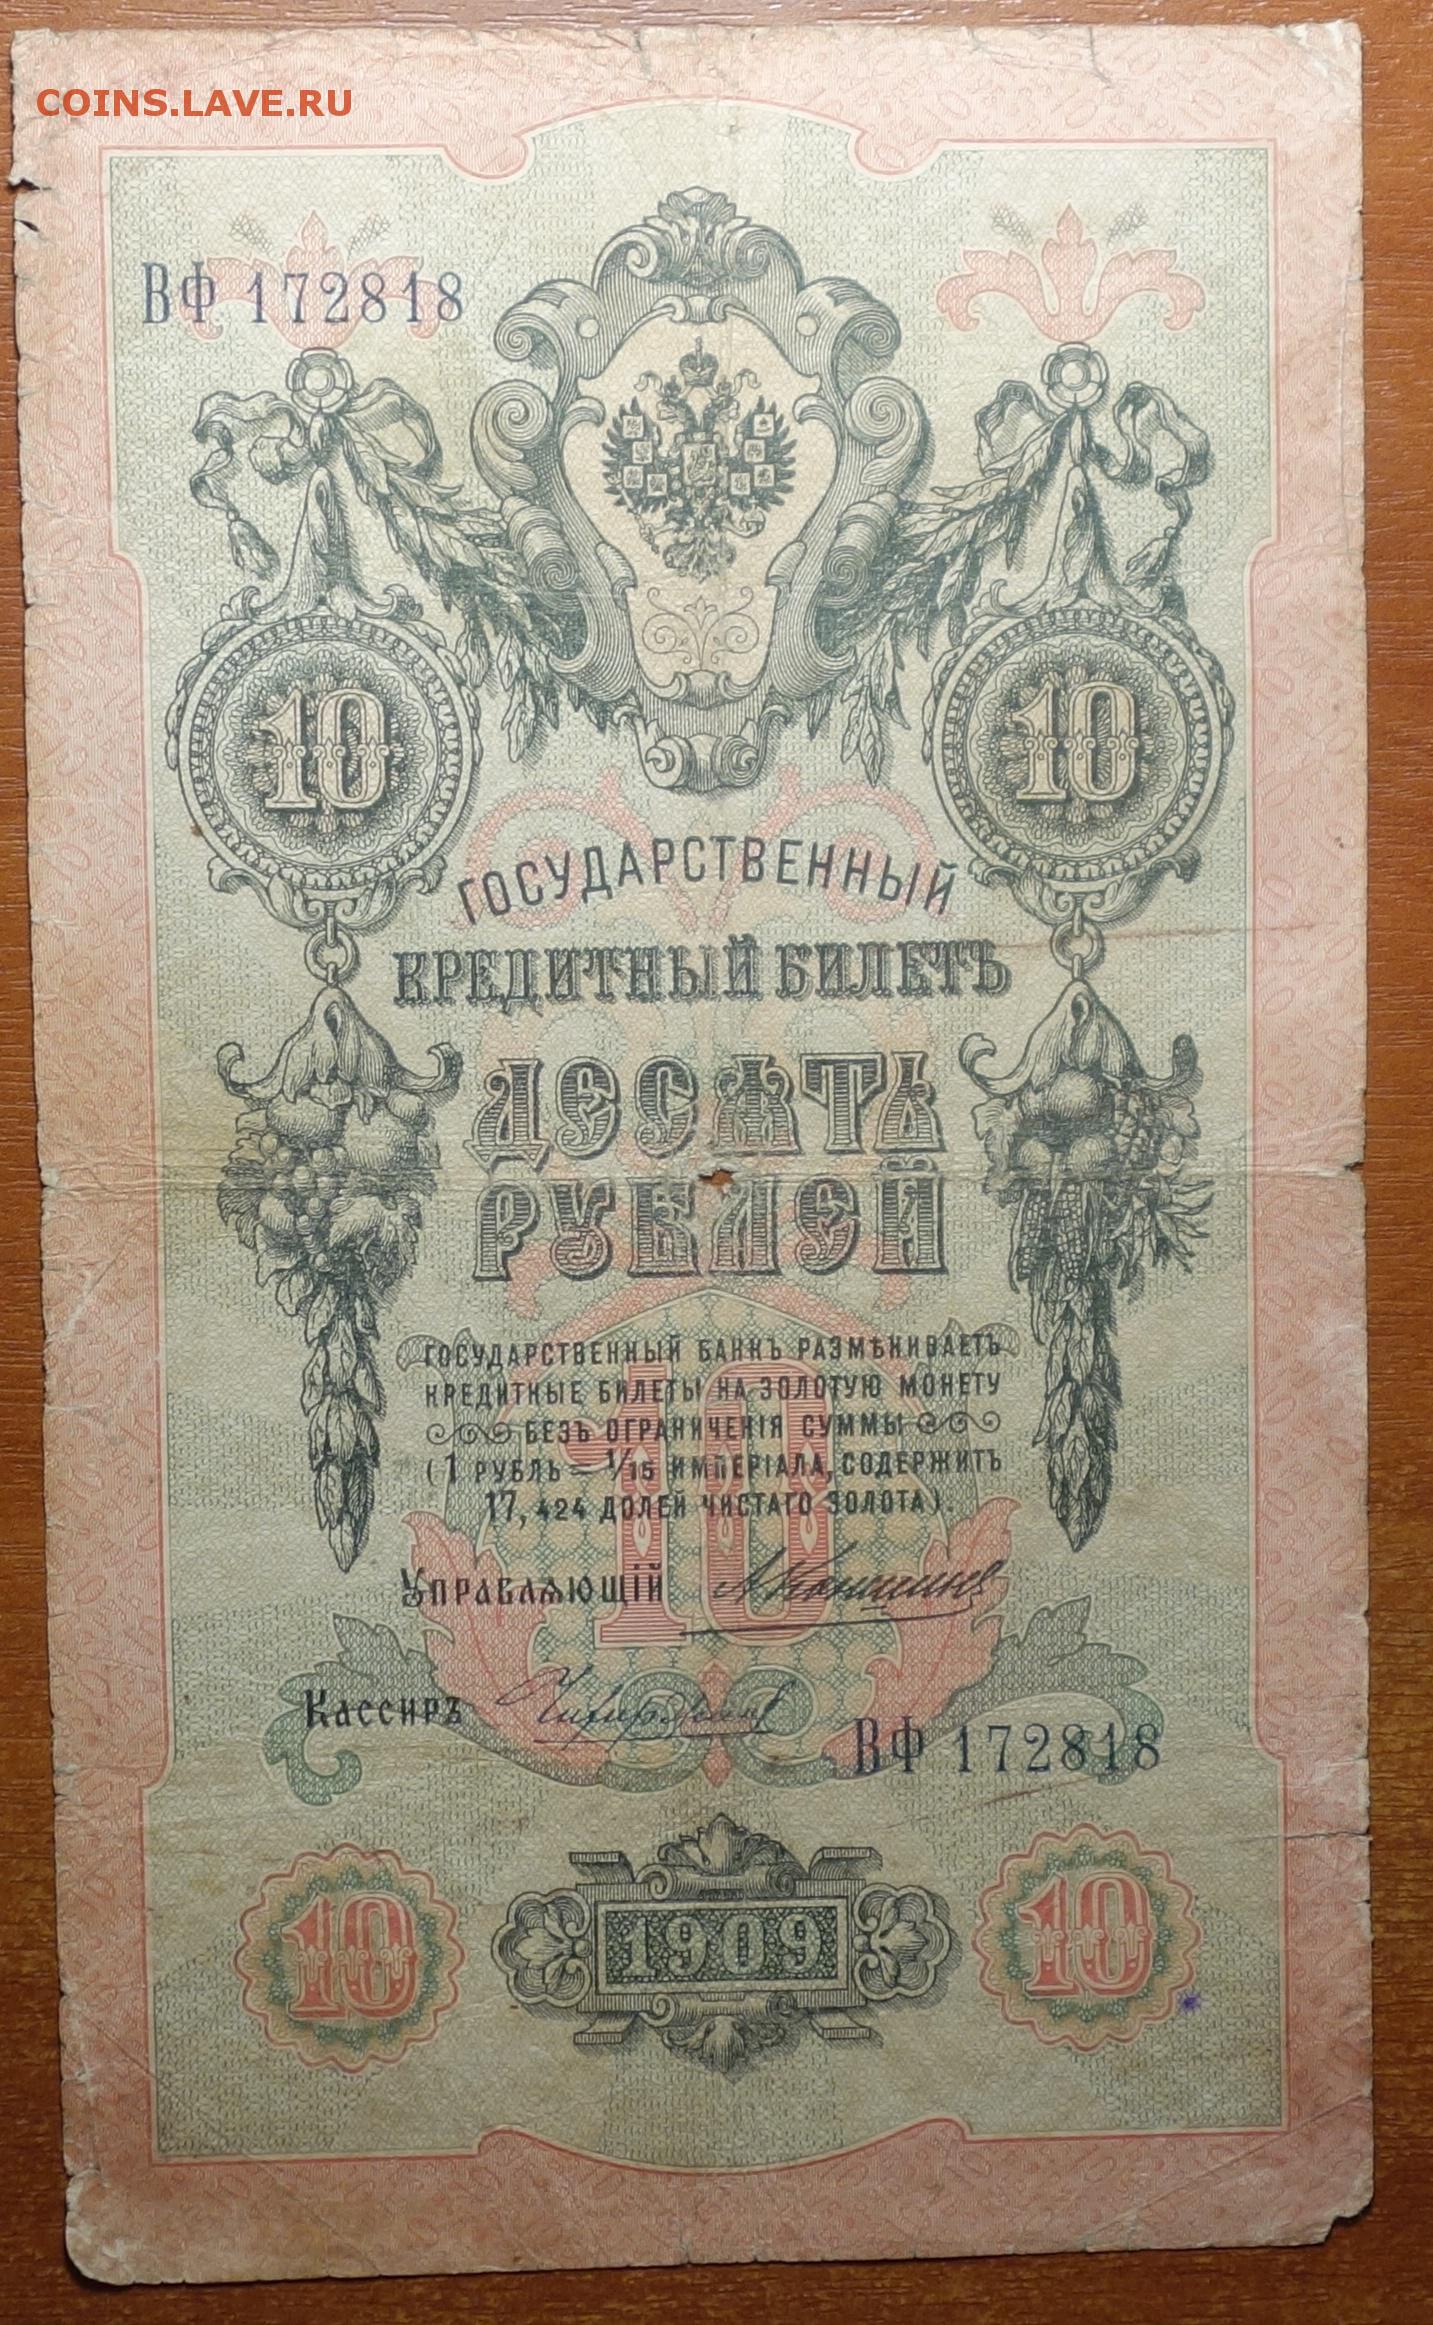 COINS.LAVE.RU
ВФ 172818
10 10
ГОСУДАРСТВЕННЫЙ
КРЕДИТНЫЙ БИЛЕТЪ
ДЕСЯТЬ
РУБЛЕЙ
ГОСУДАРСТВЕННЫЙ БАНКЪ РАЗМѢНИВАЕТЪ
КРЕДИТНЫЕ БИЛЕТЫ НА ЗОЛОТУЮ МОНЕТУ
БЕЗЪ ОГРАНИЧЕНІЯ СУММЫ
(1 РУБЛЬ = 1/15 ИМПЕРІАЛА, СОДЕРЖИТЪ
17,424 ДОЛЕЙ ЧИСТАГО ЗОЛОТА).
10
УПРАВЛЯЮЩІЙ
КАССИРЪ
ВФ 172818
10 1909 10